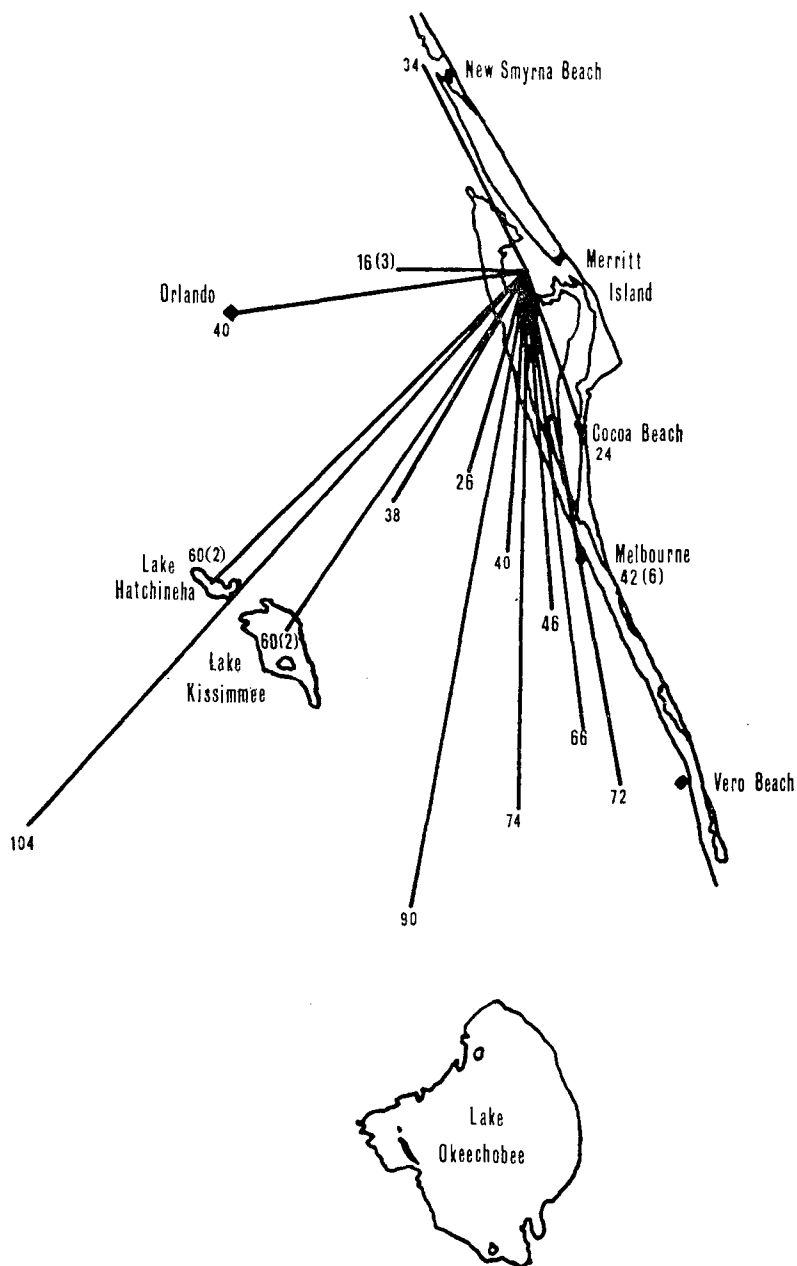 34
New Smyrna Beach
16(3)
Merritt
Island
Orlando
40
Cocoa Beach
24
26
38
40
60(2)
Lake
Hatchineha
Melbourne
42(6)
46
60(2)
Lake
Kissimmee
66
72
Vero Beach
74
104
90
Lake
Okeechobee